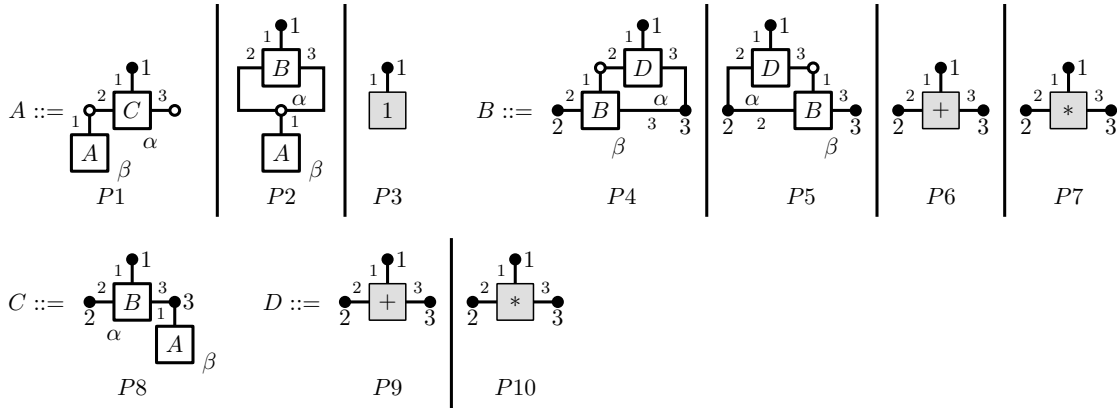 1 1 1
1 1 1
2 3 2 3 2 3
1 B 1 D D 1 1
1 1 1 1 1 1
2 3 α 2 α α 3 2 3 2 3
A ::= C 1 B ::= B B + *
1 1 2 3 3 2 2 3 2 3 2 3
α β β
A A
β β
P1 P2 P3 P4 P5 P6 P7
1 1 1
1 1 1
2 3 2 3 2 3
C ::= B 3 D ::= + *
2 1 2 3 2 3
α
A
β
P8 P9 P10